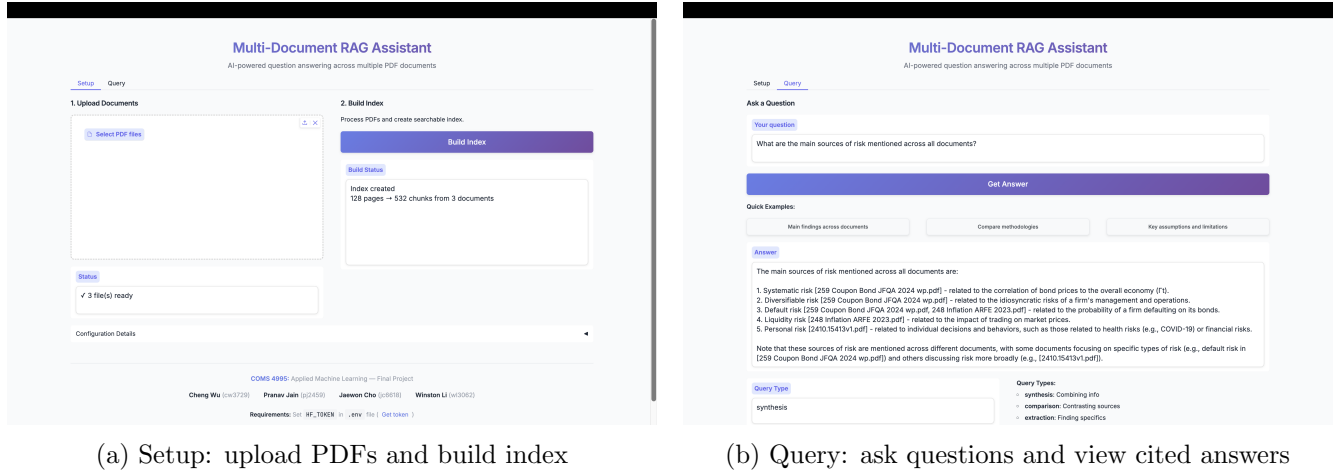 Multi-Document RAG Assistant
AI-powered question answering across multiple PDF documents
Setup Query
1. Upload Documents
Select PDF files
Status
✓ 3 file(s) ready
2. Build Index
Process PDFs and create searchable index.
Build Index
Build Status
Index created
128 pages → 532 chunks from 3 documents
Configuration Details
COMS 4995: Applied Machine Learning — Final Project
Cheng Wu (cw3729) Pranav Jain (pj2459) Jaewon Cho (jc6618) Winston Li (wl3062)
Requirements: Set HF_TOKEN in .env file ( Get token )
(a) Setup: upload PDFs and build index
Multi-Document RAG Assistant
AI-powered question answering across multiple PDF documents
Setup Query
Ask a Question
Your question
What are the main sources of risk mentioned across all documents?
Get Answer
Quick Examples:
Main findings across documents
Compare methodologies
Key assumptions and limitations
Answer
The main sources of risk mentioned across all documents are:
1. Systematic risk [259 Coupon Bond JFQA 2024 wp.pdf] - related to the correlation of bond prices to the overall economy (Γt).
2. Diversifiable risk [259 Coupon Bond JFQA 2024 wp.pdf] - related to the idiosyncratic risks of a firm's management and operations.
3. Default risk [259 Coupon Bond JFQA 2024 wp.pdf, 248 Inflation ARFE 2023.pdf] - related to the probability of a firm defaulting on its bonds.
4. Liquidity risk [248 Inflation ARFE 2023.pdf] - related to the impact of trading on market prices.
5. Personal risk [2410.15413v1.pdf] - related to individual decisions and behaviors, such as those related to health risks (e.g., COVID-19) or financial risks.
Note that these sources of risk are mentioned across different documents, with some documents focusing on specific types of risk (e.g., default risk in
[259 Coupon Bond JFQA 2024 wp.pdf]) and others discussing risk more broadly (e.g., [2410.15413v1.pdf]).
Query Type
synthesis
Query Types:
synthesis: Combining info
comparison: Contrasting sources
extraction: Finding specifics
(b) Query: ask questions and view cited answers